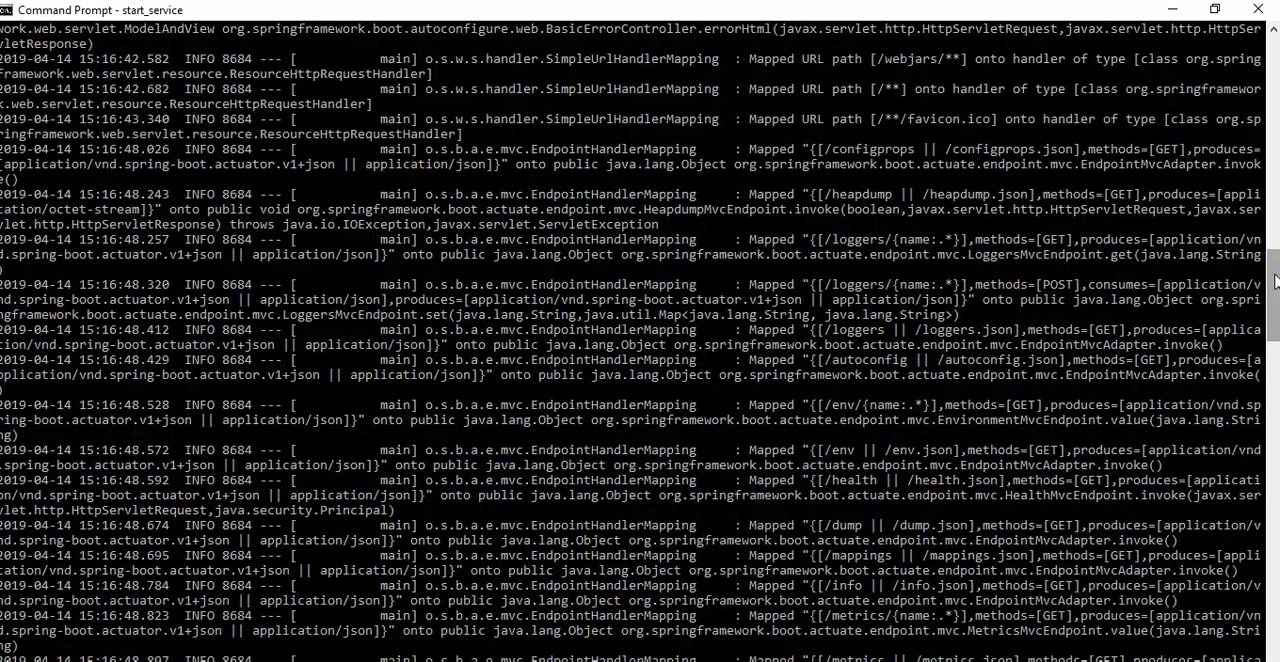 Command Prompt - start_service
work.web.servlet.ModelAndView org.springframework.boot.autoconfigure.web.BasicErrorController.errorHtml(javax.servlet.http.HttpServletRequest,javax.servlet.http.HttpSer
vletResponse)
2019-04-14 15:16:42.582  INFO 8684 --- [           main] o.s.w.s.handler.SimpleUrlHandlerMapping  : Mapped URL path [/webjars/**] onto handler of type [class org.spring
framework.web.servlet.resource.ResourceHttpRequestHandler]
2019-04-14 15:16:42.682  INFO 8684 --- [           main] o.s.w.s.handler.SimpleUrlHandlerMapping  : Mapped URL path [/**] onto handler of type [class org.springframewor
k.web.servlet.resource.ResourceHttpRequestHandler]
2019-04-14 15:16:43.340  INFO 8684 --- [           main] o.s.w.s.handler.SimpleUrlHandlerMapping  : Mapped URL path [/**/favicon.ico] onto handler of type [class org.sp
ringframework.web.servlet.resource.ResourceHttpRequestHandler]
2019-04-14 15:16:48.026  INFO 8684 --- [           main] o.s.b.a.e.mvc.EndpointHandlerMapping     : Mapped "{[/configprops || /configprops.json],methods=[GET],produces=
[application/vnd.spring-boot.actuator.v1+json || application/json]}" onto public java.lang.Object org.springframework.boot.actuate.endpoint.mvc.EndpointMvcAdapter.invok
e()
2019-04-14 15:16:48.243  INFO 8684 --- [           main] o.s.b.a.e.mvc.EndpointHandlerMapping     : Mapped "{[/heapdump || /heapdump.json],methods=[GET],produces=[appli
cation/octet-stream]}" onto public void org.springframework.boot.actuate.endpoint.mvc.HeapdumpMvcEndpoint.invoke(boolean,javax.servlet.http.HttpServletRequest,javax.ser
vlet.http.HttpServletResponse) throws java.io.IOException,javax.servlet.ServletException
2019-04-14 15:16:48.257  INFO 8684 --- [           main] o.s.b.a.e.mvc.EndpointHandlerMapping     : Mapped "{[/loggers/{name:.*}],methods=[GET],produces=[application/vn
d.spring-boot.actuator.v1+json || application/json]}" onto public java.lang.Object org.springframework.boot.actuate.endpoint.mvc.LoggersMvcEndpoint.get(java.lang.String
)
2019-04-14 15:16:48.320  INFO 8684 --- [           main] o.s.b.a.e.mvc.EndpointHandlerMapping     : Mapped "{[/loggers/{name:.*}],methods=[POST],consumes=[application/v
nd.spring-boot.actuator.v1+json || application/json],produces=[application/vnd.spring-boot.actuator.v1+json || application/json]}" onto public java.lang.Object org.spri
ngframework.boot.actuate.endpoint.mvc.LoggersMvcEndpoint.set(java.lang.String,java.util.Map<java.lang.String, java.lang.String>)
2019-04-14 15:16:48.412  INFO 8684 --- [           main] o.s.b.a.e.mvc.EndpointHandlerMapping     : Mapped "{[/loggers || /loggers.json],methods=[GET],produces=[applica
tion/vnd.spring-boot.actuator.v1+json || application/json]}" onto public java.lang.Object org.springframework.boot.actuate.endpoint.mvc.EndpointMvcAdapter.invoke()
2019-04-14 15:16:48.429  INFO 8684 --- [           main] o.s.b.a.e.mvc.EndpointHandlerMapping     : Mapped "{[/autoconfig || /autoconfig.json],methods=[GET],produces=[a
pplication/vnd.spring-boot.actuator.v1+json || application/json]}" onto public java.lang.Object org.springframework.boot.actuate.endpoint.mvc.EndpointMvcAdapter.invoke(
)
2019-04-14 15:16:48.528  INFO 8684 --- [           main] o.s.b.a.e.mvc.EndpointHandlerMapping     : Mapped "{[/env/{name:.*}],methods=[GET],produces=[application/vnd.sp
ring-boot.actuator.v1+json || application/json]}" onto public java.lang.Object org.springframework.boot.actuate.endpoint.mvc.EnvironmentMvcEndpoint.value(java.lang.Stri
ng)
2019-04-14 15:16:48.572  INFO 8684 --- [           main] o.s.b.a.e.mvc.EndpointHandlerMapping     : Mapped "{[/env || /env.json],methods=[GET],produces=[application/vnd
.spring-boot.actuator.v1+json || application/json]}" onto public java.lang.Object org.springframework.boot.actuate.endpoint.mvc.EndpointMvcAdapter.invoke()
2019-04-14 15:16:48.592  INFO 8684 --- [           main] o.s.b.a.e.mvc.EndpointHandlerMapping     : Mapped "{[/health || /health.json],methods=[GET],produces=[applicati
on/vnd.spring-boot.actuator.v1+json || application/json]}" onto public java.lang.Object org.springframework.boot.actuate.endpoint.mvc.HealthMvcEndpoint.invoke(javax.ser
vlet.http.HttpServletRequest,java.security.Principal)
2019-04-14 15:16:48.674  INFO 8684 --- [           main] o.s.b.a.e.mvc.EndpointHandlerMapping     : Mapped "{[/dump || /dump.json],methods=[GET],produces=[application/v
nd.spring-boot.actuator.v1+json || application/json]}" onto public java.lang.Object org.springframework.boot.actuate.endpoint.mvc.EndpointMvcAdapter.invoke()
2019-04-14 15:16:48.695  INFO 8684 --- [           main] o.s.b.a.e.mvc.EndpointHandlerMapping     : Mapped "{[/mappings || /mappings.json],methods=[GET],produces=[appli
cation/vnd.spring-boot.actuator.v1+json || application/json]}" onto public java.lang.Object org.springframework.boot.actuate.endpoint.mvc.EndpointMvcAdapter.invoke()
2019-04-14 15:16:48.784  INFO 8684 --- [           main] o.s.b.a.e.mvc.EndpointHandlerMapping     : Mapped "{[/info || /info.json],methods=[GET],produces=[application/v
nd.spring-boot.actuator.v1+json || application/json]}" onto public java.lang.Object org.springframework.boot.actuate.endpoint.mvc.EndpointMvcAdapter.invoke()
2019-04-14 15:16:48.823  INFO 8684 --- [           main] o.s.b.a.e.mvc.EndpointHandlerMapping     : Mapped "{[/metrics/{name:.*}],methods=[GET],produces=[application/vn
d.spring-boot.actuator.v1+json || application/json]}" onto public java.lang.Object org.springframework.boot.actuate.endpoint.mvc.MetricsMvcEndpoint.value(java.lang.Stri
ng)
2019-04-14 15:16:48.897  INFO 8684 --- [           main] o.s.b.a.e.mvc.EndpointHandlerMapping     : Mapped "{[/metrics || /metrics.json],methods=[GET],produces=[applica